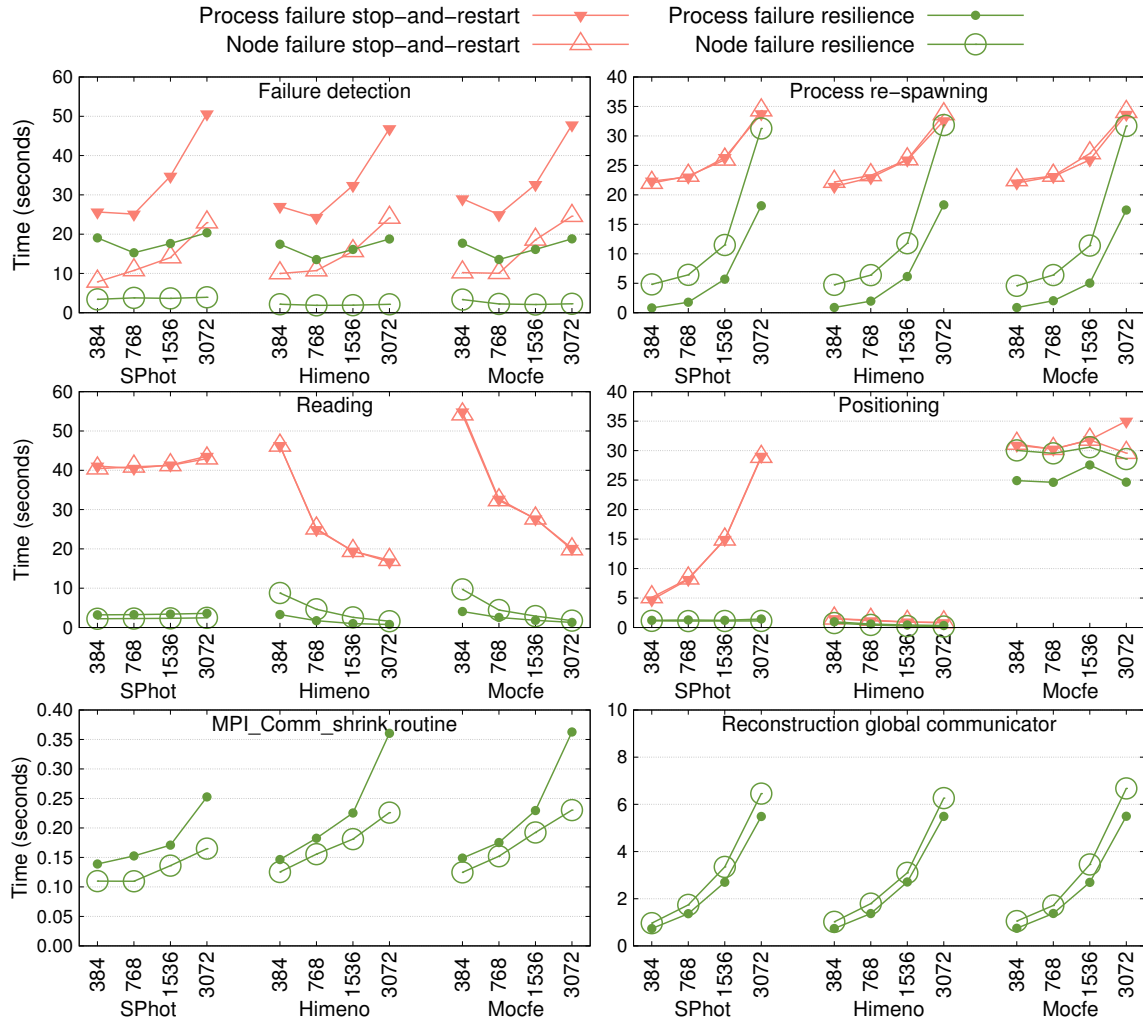 Process failure stop−and−restart
Node failure stop−and−restart
Process failure resilience
Node failure resilience
Time (seconds)
Failure detection
60
50
40
30
20
10
0
384 768 1536 3072 384 768 1536 3072 384 768 1536 3072
SPhot Himeno Mocfe
Process re−spawning
40
35
30
25
20
15
10
5
0
384 768 1536 3072 384 768 1536 3072 384 768 1536 3072
SPhot Himeno Mocfe
Time (seconds)
Reading
60
50
40
30
20
10
0
384 768 1536 3072 384 768 1536 3072 384 768 1536 3072
SPhot Himeno Mocfe
Positioning
40
35
30
25
20
15
10
5
0
384 768 1536 3072 384 768 1536 3072 384 768 1536 3072
SPhot Himeno Mocfe
Time (seconds)
MPI_Comm_shrink routine
0.40
0.35
0.30
0.25
0.20
0.15
0.10
0.05
0.00
384 768 1536 3072 384 768 1536 3072 384 768 1536 3072
SPhot Himeno Mocfe
Reconstruction global communicator
10
8
6
4
2
0
384 768 1536 3072 384 768 1536 3072 384 768 1536 3072
SPhot Himeno Mocfe